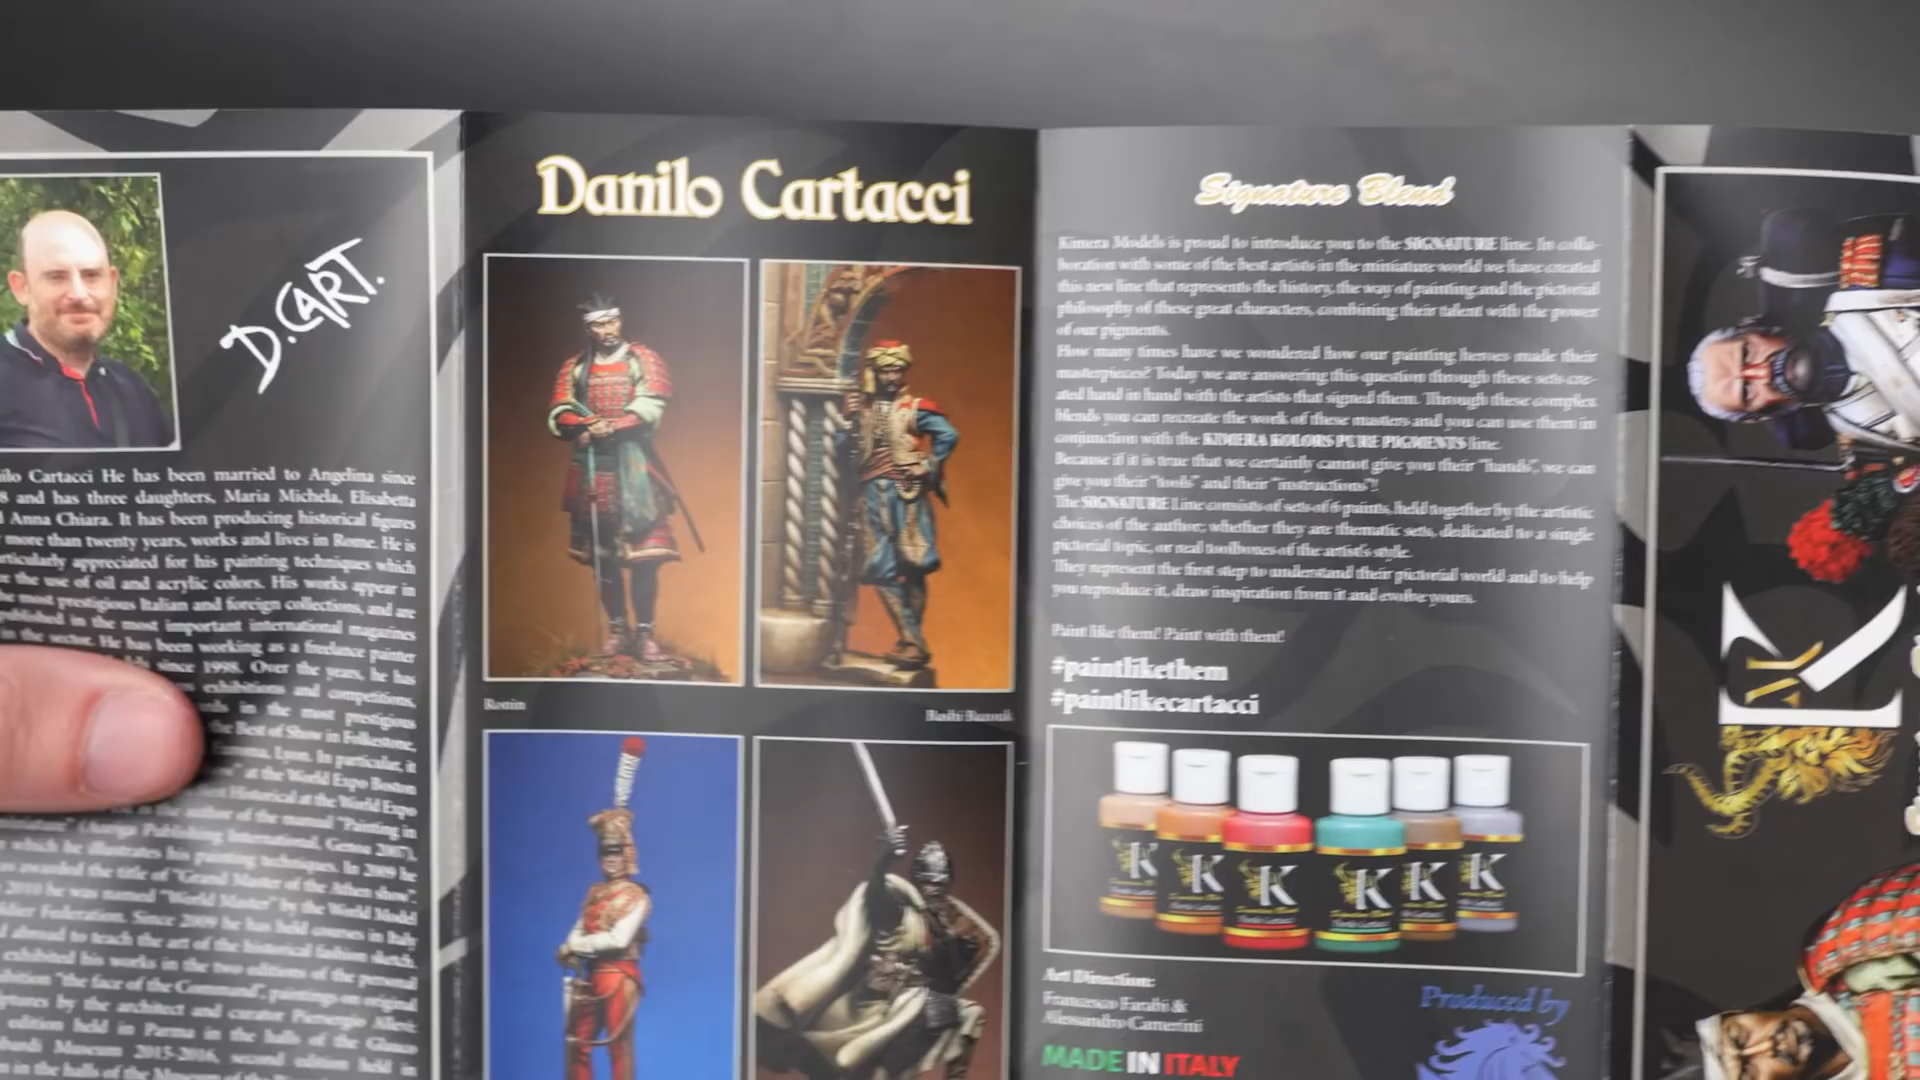 D.CART.
ilo Cartacci He has been married to Angelina since
8 and has three daughters, Maria Michela, Elisabetta
Anna Chiara. It has been producing historical figures
more than twenty years, works and lives in Rome. He is
articularly appreciated for his painting techniques which
the use of oil and acrylic colors. His works appear in
most prestigious Italian and foreign collections, and are
published in the most important international magazines
in the sector. He has been working as a freelance painter
since 1998. Over the years, he has
exhibitions and competitions,
in the most prestigious
the Best of Show in Folkestone,
Lyon. In particular, it
at the World Expo Boston
Historical at the World Expo
author of the manual "Painting in
Publishing International, Genoa 2007),
which he illustrates his painting techniques. In 2009 he
awarded the title of "Grand Master of the Athen show".
2010 he was named "World Master" by the World Model
Federation. Since 2009 he has held courses in Italy
abroad to teach the art of the historical fashion sketch.
exhibited his works in the two editions of the personal
"the face of the Command", paintings on original
by the architect and curator Piersergio Allevi:
edition held in Parma in the halls of the Glauco
Museum 2015-2016, second edition held in
in the halls of the Museum of the
Danilo Cartacci
Ronin
Bashi Bazouk
Signature Blend
Kimera Models is proud to introduce you to the SIGNATURE line. In colla-
boration with some of the best artists in the miniature world we have created
this new line that represents the history, the way of painting and the pictorial
philosophy of these great characters, combining their talent with the power
of our pigments.
How many times have we wondered how our painting heroes made their
masterpieces? Today we are answering this question through these sets cre-
ated hand in hand with the artists that signed them. Through these complex
blends you can recreate the work of these masters and you can use them in
conjunction with the KIMERA KOLORS PURE PIGMENTS line.
Because if it is true that we certainly cannot give you their "hands", we can
give you their "tools" and their "instructions"!
The SIGNATURE Line consists of sets of 6 paints, held together by the artistic
choices of the author; whether they are thematic sets, dedicated to a single
pictorial topic, or real toolboxes of the artist's style.
They represent the first step to understand their pictorial world and to help
you reproduce it, draw inspiration from it and evolve yours.
Paint like them! Paint with them!
#paintlikethem
#paintlikecartacci
K K K K K K
Art Direction:
Francesco Farabi &
Alessandro Camerini
Produced by
MADE IN ITALY
K